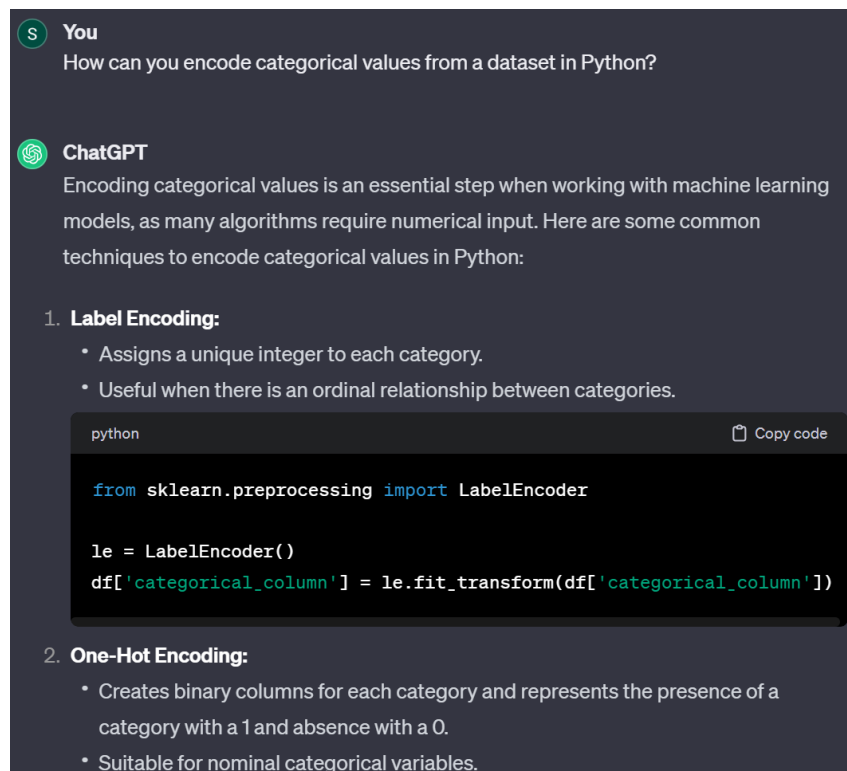 S You
How can you encode categorical values from a dataset in Python?
ChatGPT
Encoding categorical values is an essential step when working with machine learning
models, as many algorithms require numerical input. Here are some common
techniques to encode categorical values in Python:
1. Label Encoding:
• Assigns a unique integer to each category.
• Useful when there is an ordinal relationship between categories.
python Copy code
from sklearn.preprocessing import LabelEncoder
le = LabelEncoder()
df['categorical_column'] = le.fit_transform(df['categorical_column'])
2. One-Hot Encoding:
• Creates binary columns for each category and represents the presence of a
category with a 1 and absence with a 0.
• Suitable for nominal categorical variables.